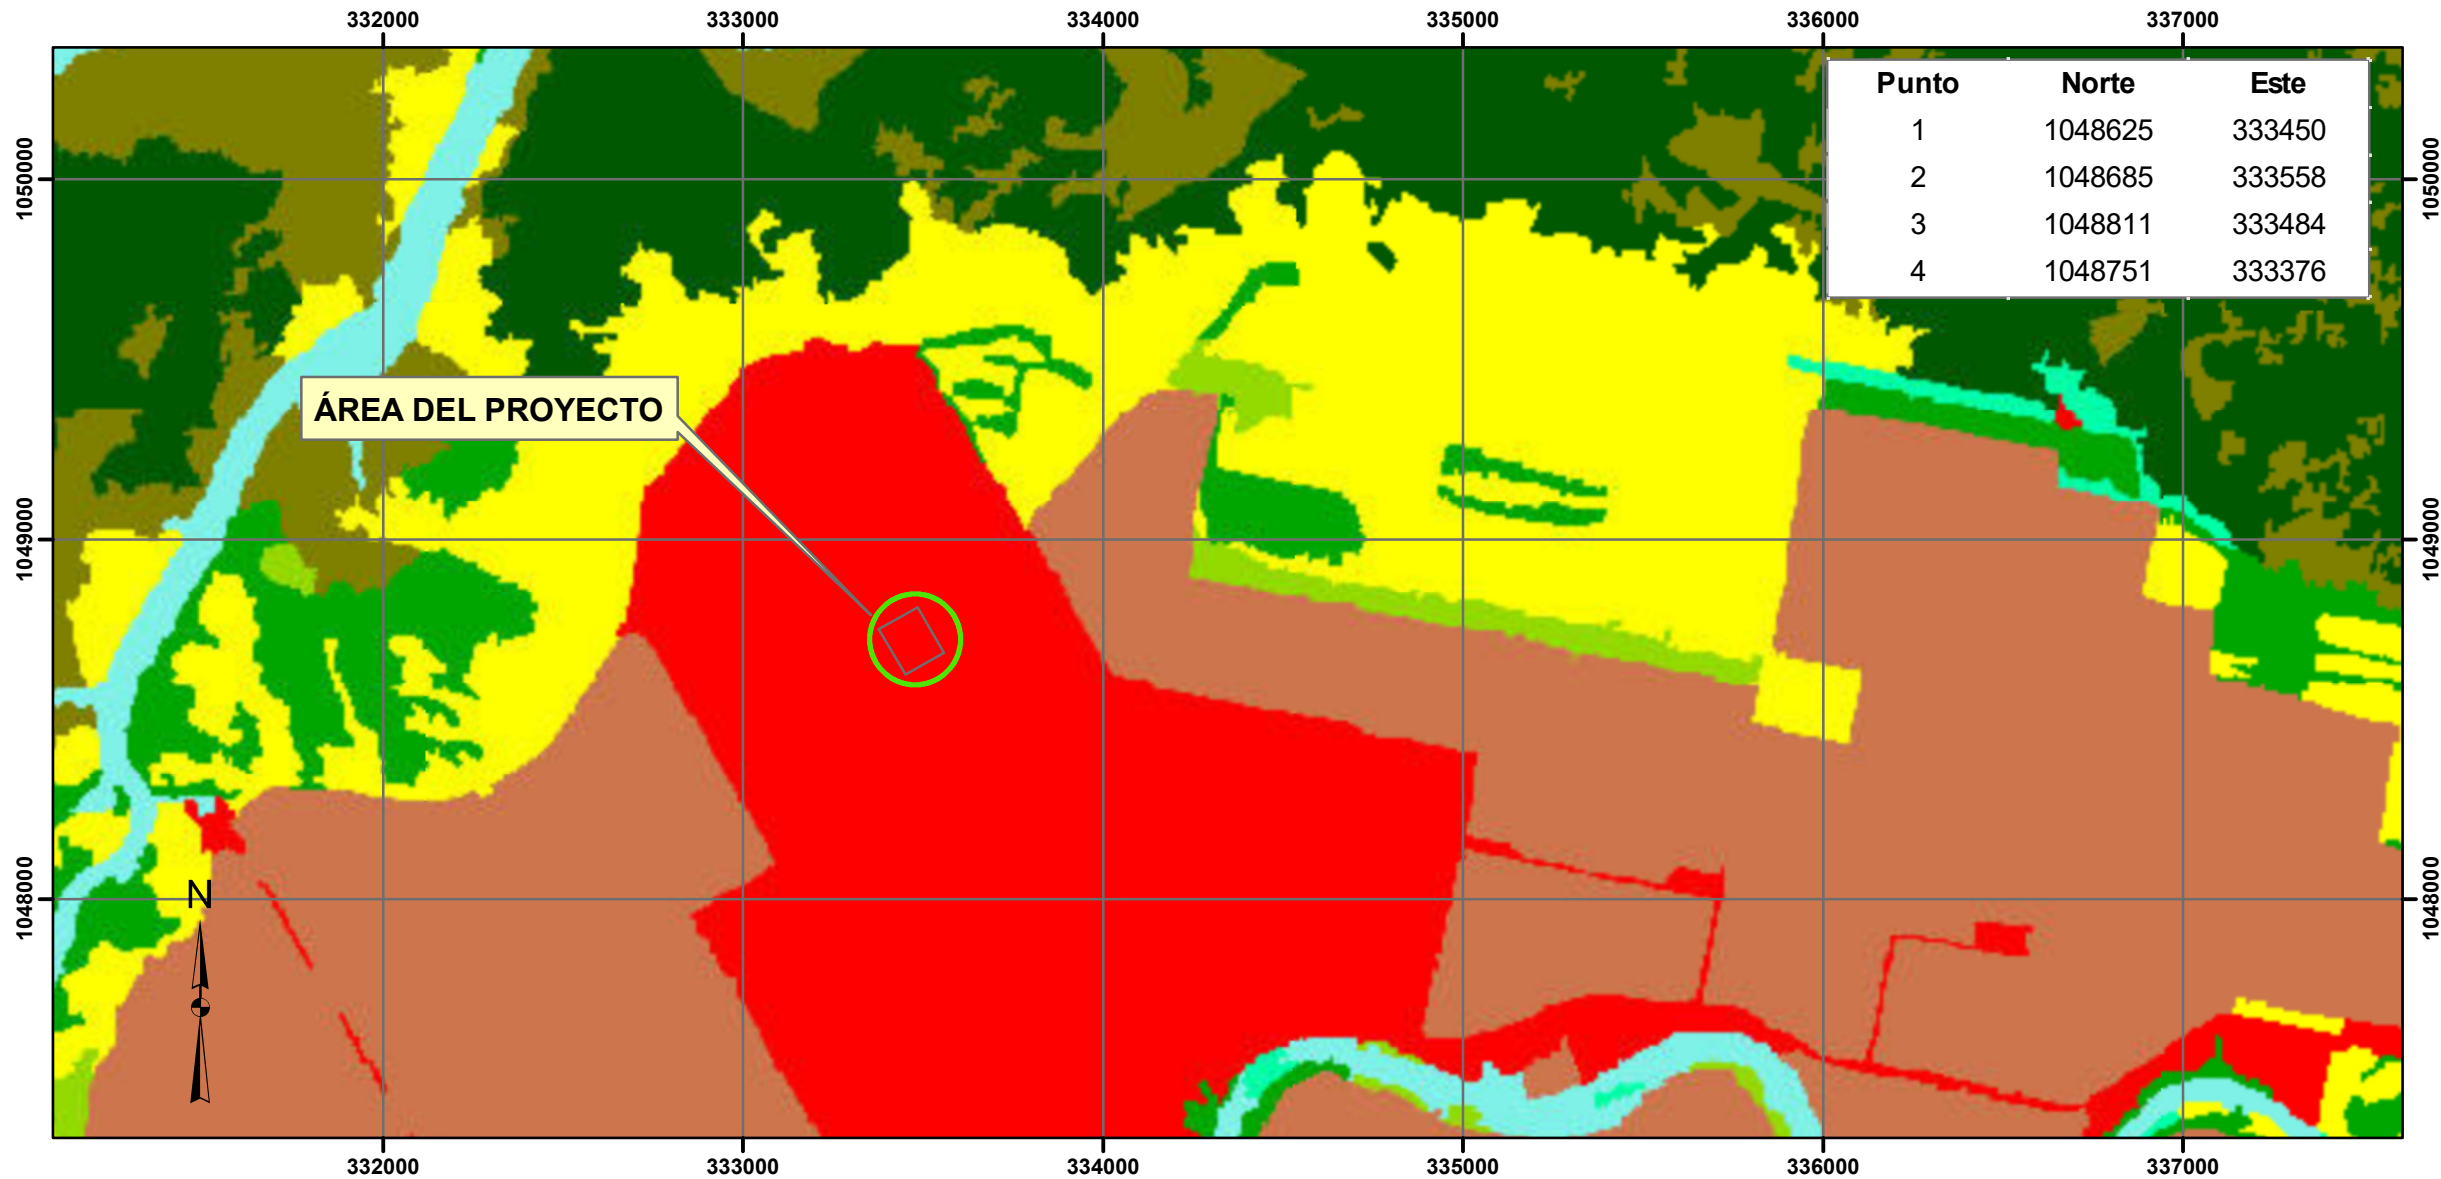 332000 333000 334000 335000 336000 337000
Punto Norte Este
1 1048625 333450
2 1048685 333558
3 1048811 333484
4 1048751 333376
1050000 1050000
ÁREA DEL PROYECTO
1049000 1049000
1048000 1048000
N
332000 333000 334000 335000 336000 337000